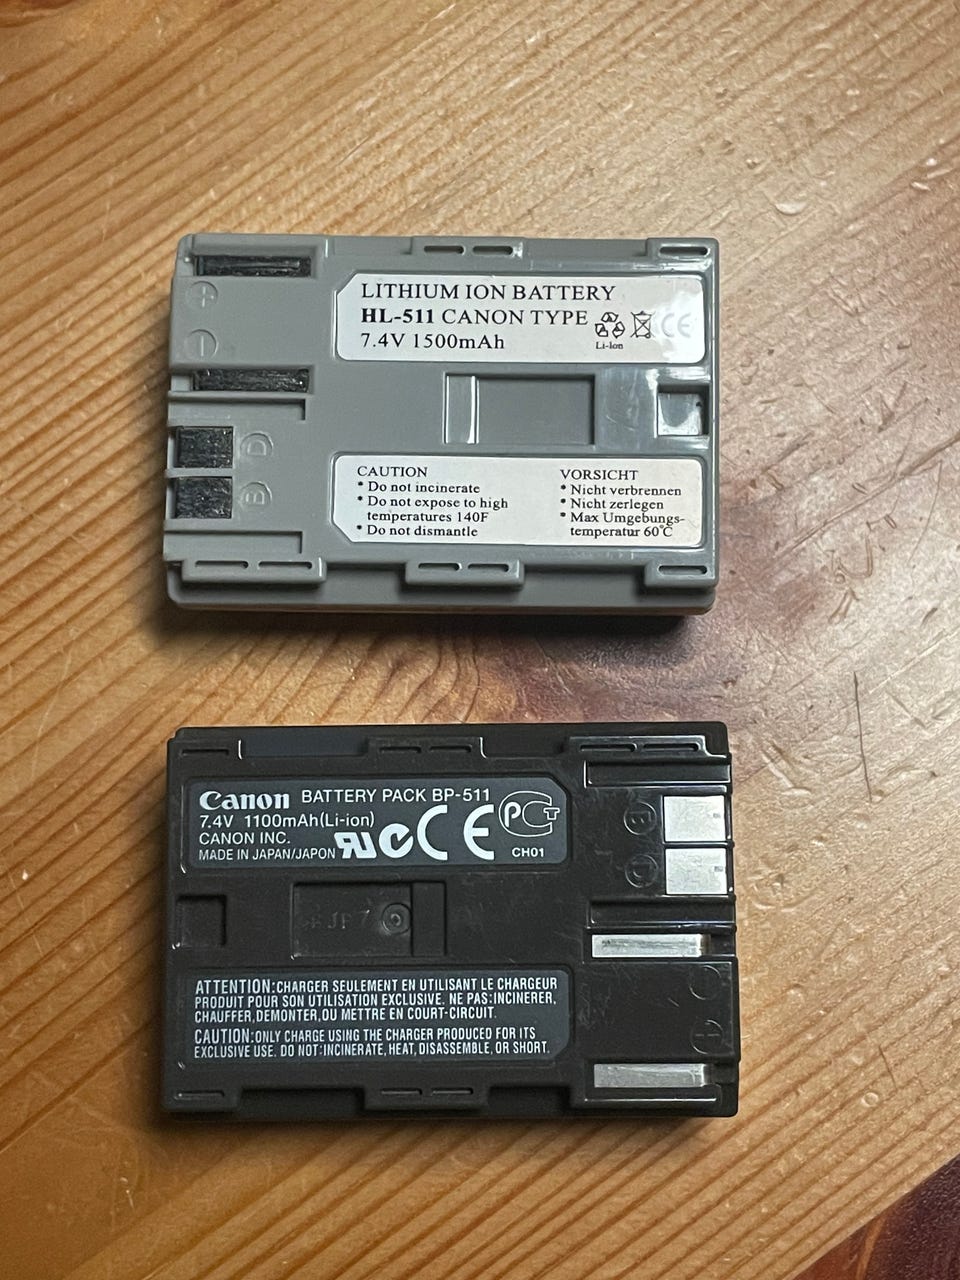 LITHIUM ION BATTERY
HL-511 CANON TYPE
7.4V 1500mAh
Li-Ion
CE
+
−
D
B
CAUTION
* Do not incinerate
* Do not expose to high
temperatures 140F
* Do not dismantle
VORSICHT
* Nicht verbrennen
* Nicht zerlegen
* Max Umgebungs-
temperatur 60°C
Canon BATTERY PACK BP-511
7.4V 1100mAh(Li-ion)
CANON INC.
MADE IN JAPAN/JAPON
CE
PCT
CH01
B
D
ATTENTION:CHARGER SEULEMENT EN UTILISANT LE CHARGEUR
PRODUIT POUR SON UTILISATION EXCLUSIVE. NE PAS:INCINERER,
CHAUFFER,DEMONTER,OU METTRE EN COURT-CIRCUIT.
CAUTION:ONLY CHARGE USING THE CHARGER PRODUCED FOR ITS
EXCLUSIVE USE. DO NOT:INCINERATE, HEAT, DISASSEMBLE, OR SHORT.